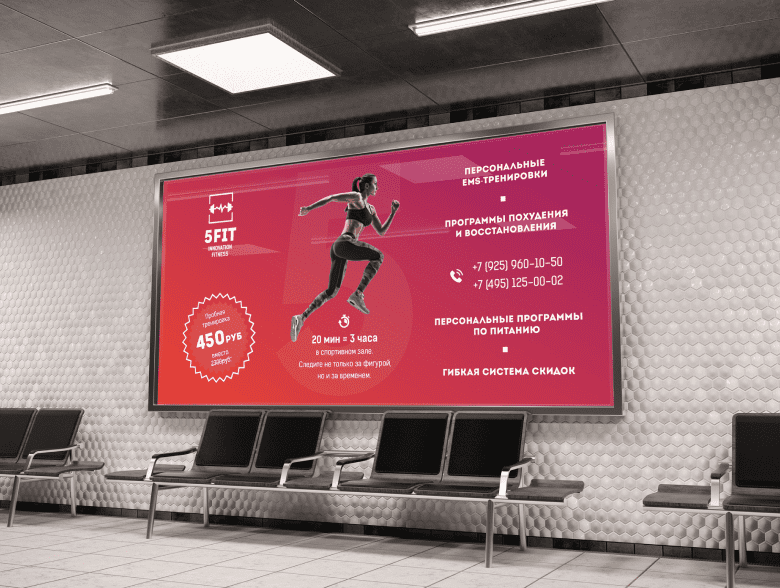 5FIT
INNOVATION
FITNESS
Пробная
тренировка
450 РУБ
вместо
20 мин = 3 часа
в спортивном зале.
Следите не только за фигурой,
но и за временем.
ПЕРСОНАЛЬНЫЕ
EMS-ТРЕНИРОВКИ
ПРОГРАММЫ ПОХУДЕНИЯ
И ВОССТАНОВЛЕНИЯ
+7 (925) 960-10-50
+7 (495) 125-00-02
ПЕРСОНАЛЬНЫЕ ПРОГРАММЫ
ПО ПИТАНИЮ
ГИБКАЯ СИСТЕМА СКИДОК